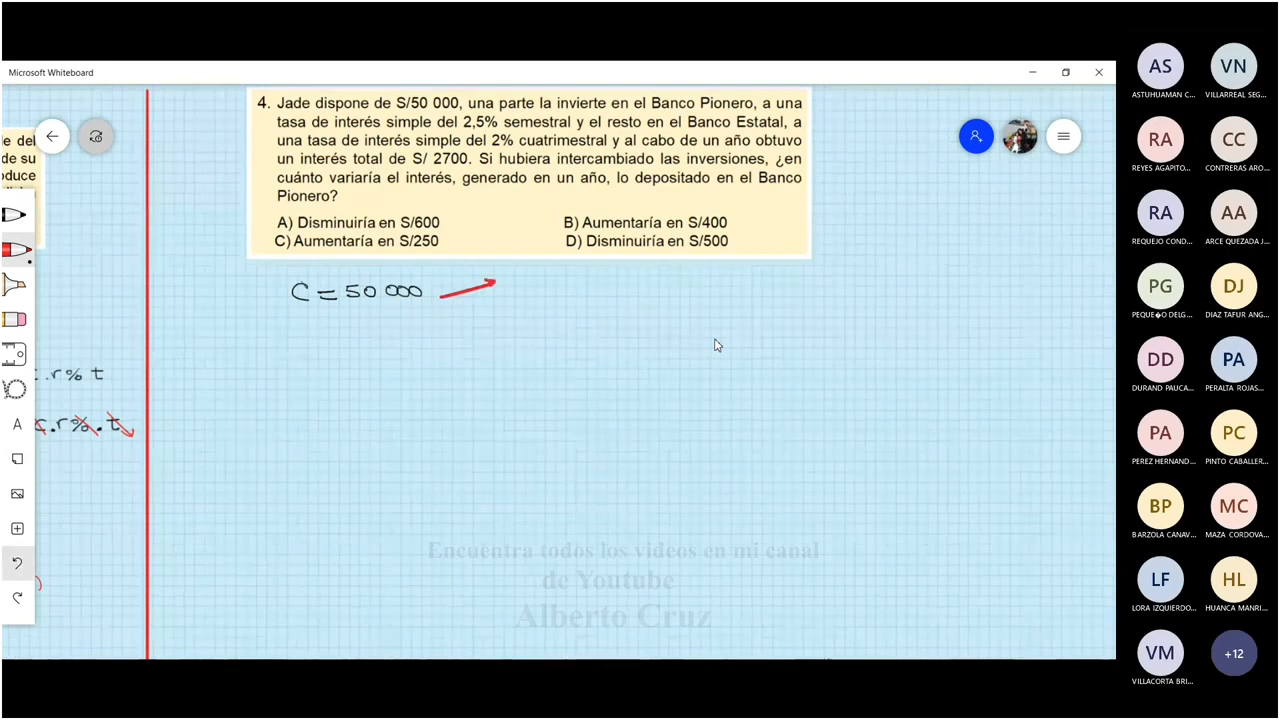 Microsoft Whiteboard
4. Jade dispone de S/50 000, una parte la invierte en el Banco Pionero, a una
tasa de interés simple del 2,5% semestral y el resto en el Banco Estatal, a
una tasa de interés simple del 2% cuatrimestral y al cabo de un año obtuvo
un interés total de S/ 2700. Si hubiera intercambiado las inversiones, ¿en
cuánto variaría el interés, generado en un año, lo depositado en el Banco
Pionero?
A) Disminuiría en S/600
B) Aumentaría en S/400
C) Aumentaría en S/250
D) Disminuiría en S/500
C = 50 000
e del
de su
oduce
.r% t
.r%.t
A
Encuentra todos los videos en mi canal
de Youtube
Alberto Cruz
AS
VN
ASTUHUAMAN C...
VILLARREAL SEG...
RA
CC
REYES AGAPITO...
CONTRERAS ARO...
RA
AA
REQUEJO COND...
ARCE QUEZADA J...
PG
DJ
PEQUE�O DELG...
DIAZ TAFUR ANG...
DD
PA
DURAND PAUCA...
PERALTA ROJAS...
PA
PC
PEREZ HERNAND...
PINTO CABALLER...
BP
MC
BARZOLA CANAV...
MAZA CORDOVA...
LF
HL
LORA IZQUIERDO...
HUANCA MANRI...
VM
+12
VILLACORTA BRI...